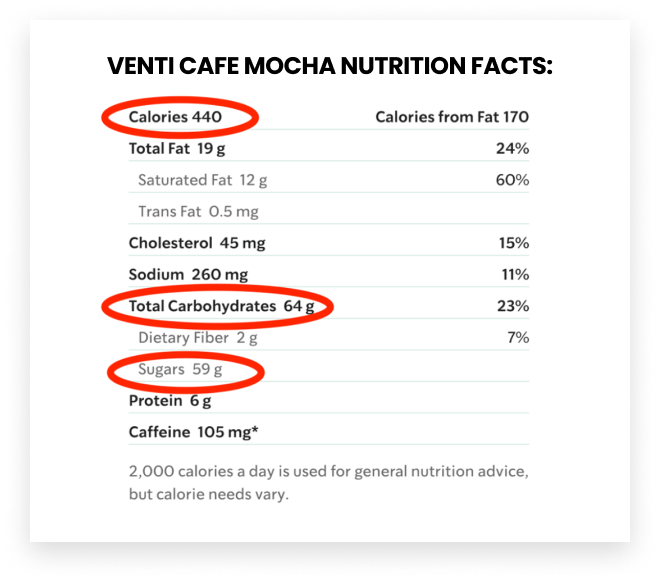 VENTI CAFE MOCHA NUTRITION FACTS:
Calories 440 Calories from Fat 170
Total Fat 19 g 24%
Saturated Fat 12 g 60%
Trans Fat 0.5 mg
Cholesterol 45 mg 15%
Sodium 260 mg 11%
Total Carbohydrates 64 g 23%
Dietary Fiber 2 g 7%
Sugars 59 g
Protein 6 g
Caffeine 105 mg*
2,000 calories a day is used for general nutrition advice,
but calorie needs vary.